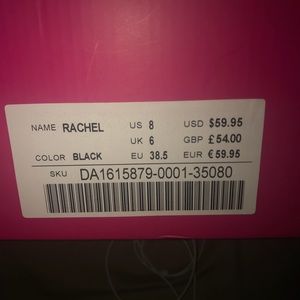 NAME RACHEL US 8 USD $59.95
UK 6 GBP £54.00
COLOR BLACK EU 38.5 EUR €59.95
SKU DA1615879-0001-35080